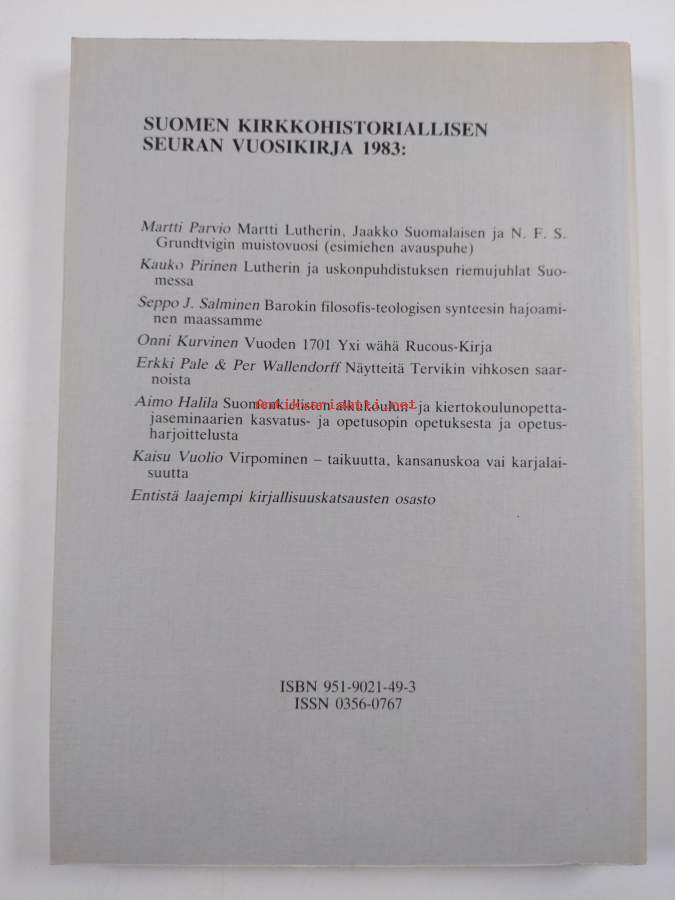 SUOMEN KIRKKOHISTORIALLISEN
SEURAN VUOSIKIRJA 1983:
Martti Parvio Martti Lutherin, Jaakko Suomalaisen ja N. F. S.
Grundtvigin muistovuosi (esimiehen avauspuhe)
Kauko Pirinen Lutherin ja uskonpuhdistuksen riemujuhlat Suo-
messa
Seppo J. Salminen Barokin filosofis-teologisen synteesin hajoami-
nen maassamme
Onni Kurvinen Vuoden 1701 Yxi wähä Rucous-Kirja
Erkki Pale & Per Wallendorff Näytteitä Tervikin vihkosen saar-
noista
Aimo Halila Suomenkielisten alkukoulun- ja kiertokoulunopetta-
jaseminaarien kasvatus- ja opetusopin opetuksesta ja opetus-
harjoittelusta
Kaisu Vuolio Virpominen – taikuutta, kansanuskoa vai karjalai-
suutta
Entistä laajempi kirjallisuuskatsausten osasto
ISBN 951-9021-49-3
ISSN 0356-0767